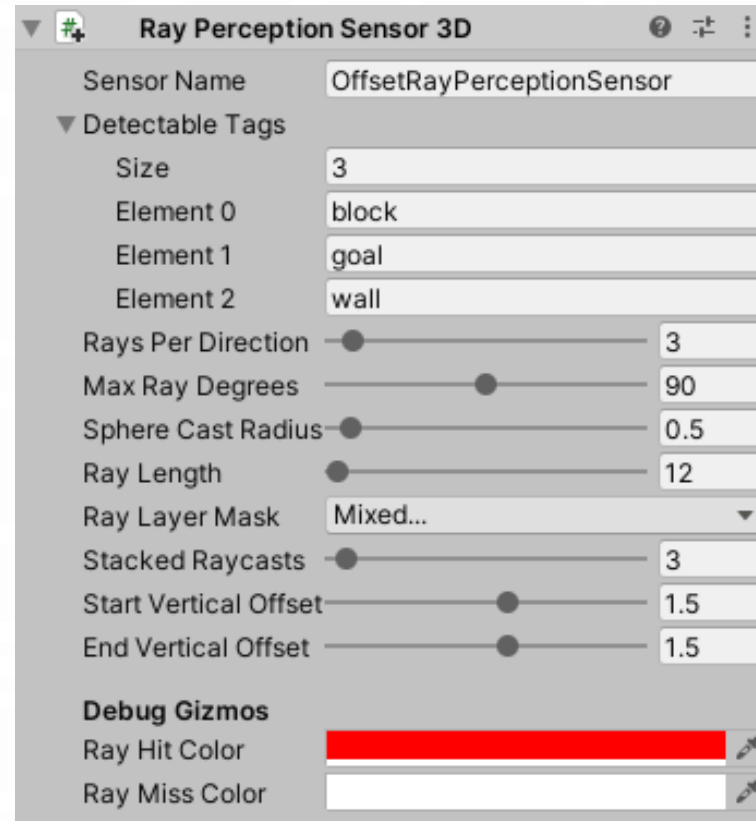 Ray Perception Sensor 3D
Sensor Name OffsetRayPerceptionSensor
Detectable Tags
Size 3
Element 0 block
Element 1 goal
Element 2 wall
Rays Per Direction 3
Max Ray Degrees 90
Sphere Cast Radius 0.5
Ray Length 12
Ray Layer Mask Mixed...
Stacked Raycasts 3
Start Vertical Offset 1.5
End Vertical Offset 1.5
Debug Gizmos
Ray Hit Color
Ray Miss Color